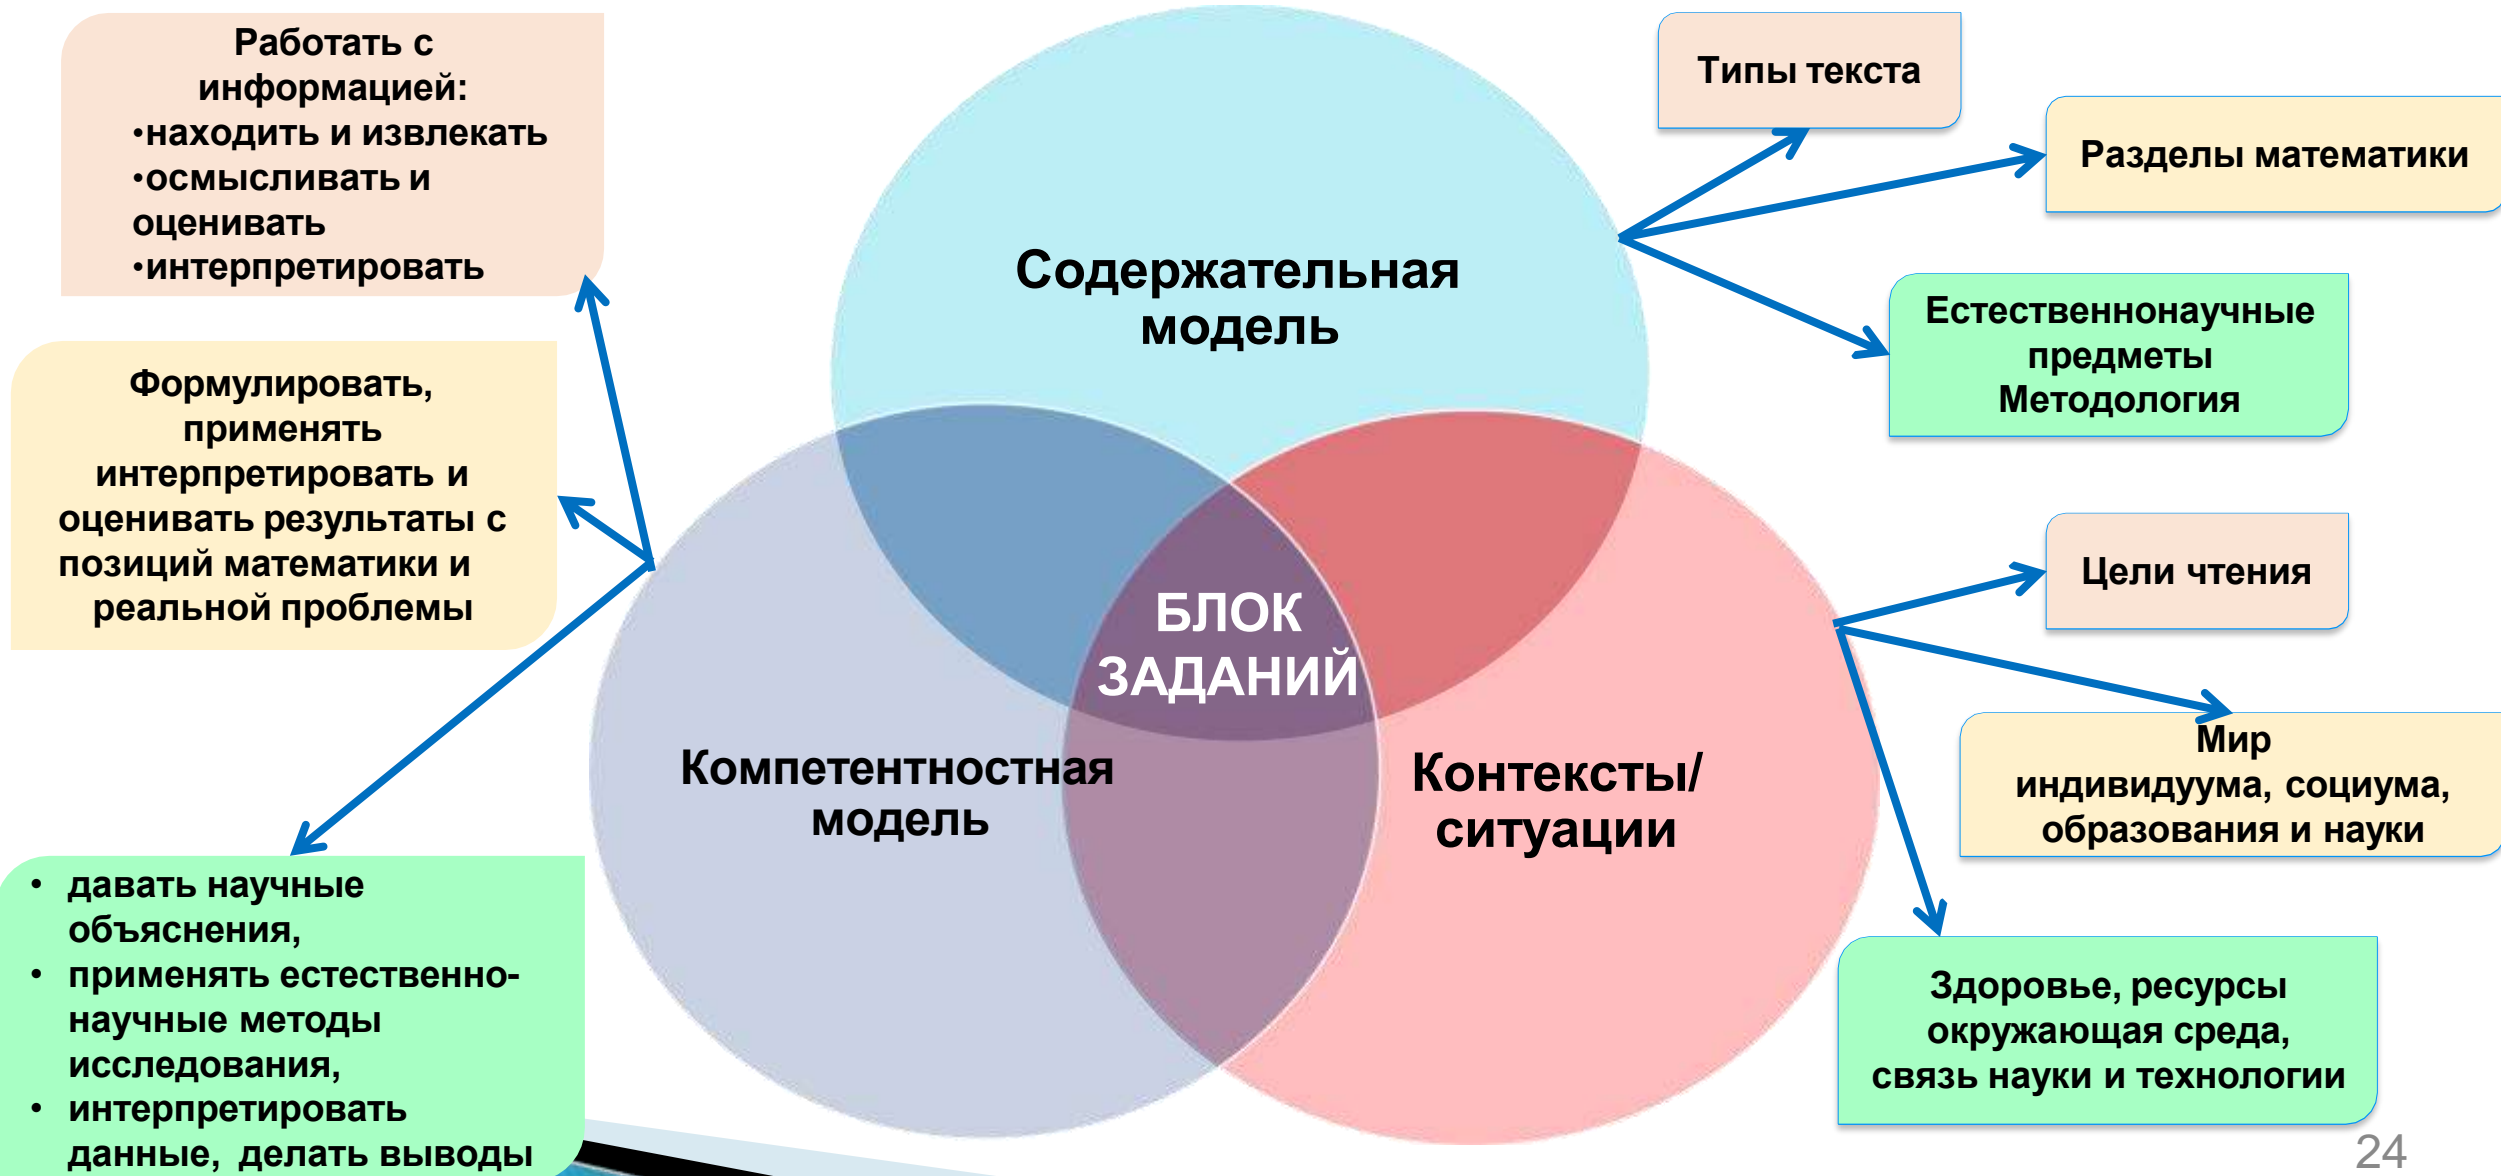 Работать с
информацией:
•находить и извлекать
•осмысливать и
оценивать
•интерпретировать
Формулировать,
применять
интерпретировать и
оценивать результаты с
позиций математики и
реальной проблемы
• давать научные
объяснения,
• применять естественно-
научные методы
исследования,
• интерпретировать
данные, делать выводы
Содержательная
модель
БЛОК
ЗАДАНИЙ
Компетентностная
модель
Контексты/
ситуации
Типы текста
Разделы математики
Естественнонаучные
предметы
Методология
Цели чтения
Мир
индивидуума, социума,
образования и науки
Здоровье, ресурсы
окружающая среда,
связь науки и технологии
24